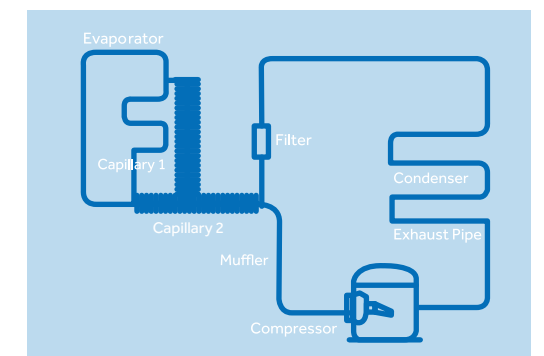 Evaporator
Filter
Capillary 1
Condenser
Capillary 2
Exhaust Pipe
Muffler
Compressor